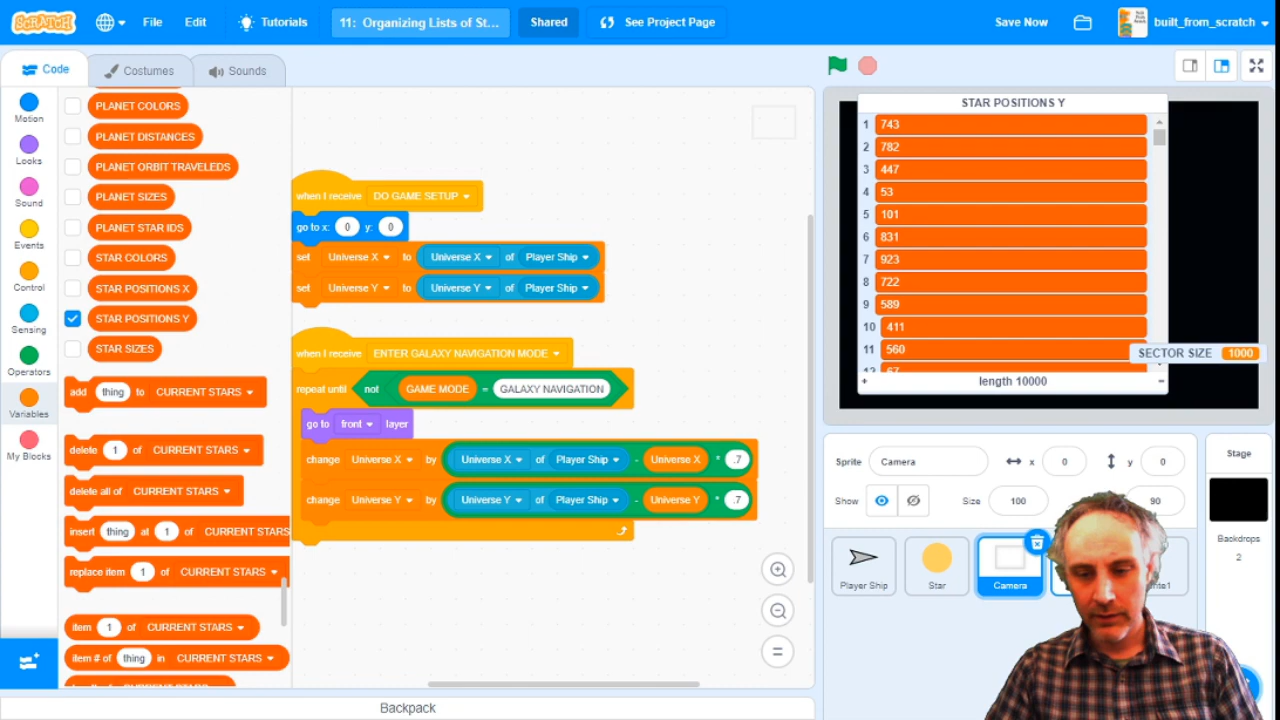 SCRATCH
File
Edit
Tutorials
11: Organizing Lists of St...
Shared
See Project Page
Save Now
built_from_scratch
Code
Costumes
Sounds
Motion
Looks
Sound
Events
Control
Sensing
Operators
Variables
My Blocks
PLANET COLORS
PLANET DISTANCES
PLANET ORBIT TRAVELEDS
PLANET SIZES
PLANET STAR IDS
STAR COLORS
STAR POSITIONS X
STAR POSITIONS Y
STAR SIZES
add thing to CURRENT STARS
delete 1 of CURRENT STARS
delete all of CURRENT STARS
insert thing at 1 of CURRENT STARS
replace item 1 of CURRENT STARS
item 1 of CURRENT STARS
item # of thing in CURRENT STARS
when I receive DO GAME SETUP
go to x: 0 y: 0
set Universe X to Universe X of Player Ship
set Universe Y to Universe Y of Player Ship
when I receive ENTER GALAXY NAVIGATION MODE
repeat until not GAME MODE = GALAXY NAVIGATION
go to front layer
change Universe X by Universe X of Player Ship - Universe X * .7
change Universe Y by Universe Y of Player Ship - Universe Y * .7
Backpack
STAR POSITIONS Y
1 743
2 782
3 447
4 53
5 101
6 831
7 923
8 722
9 589
10 411
11 560
+ length 10000 =
SECTOR SIZE 1000
Sprite Camera x 0 y 0
Show Size 100 90
Player Ship
Star
Camera
Stage
Backdrops
2